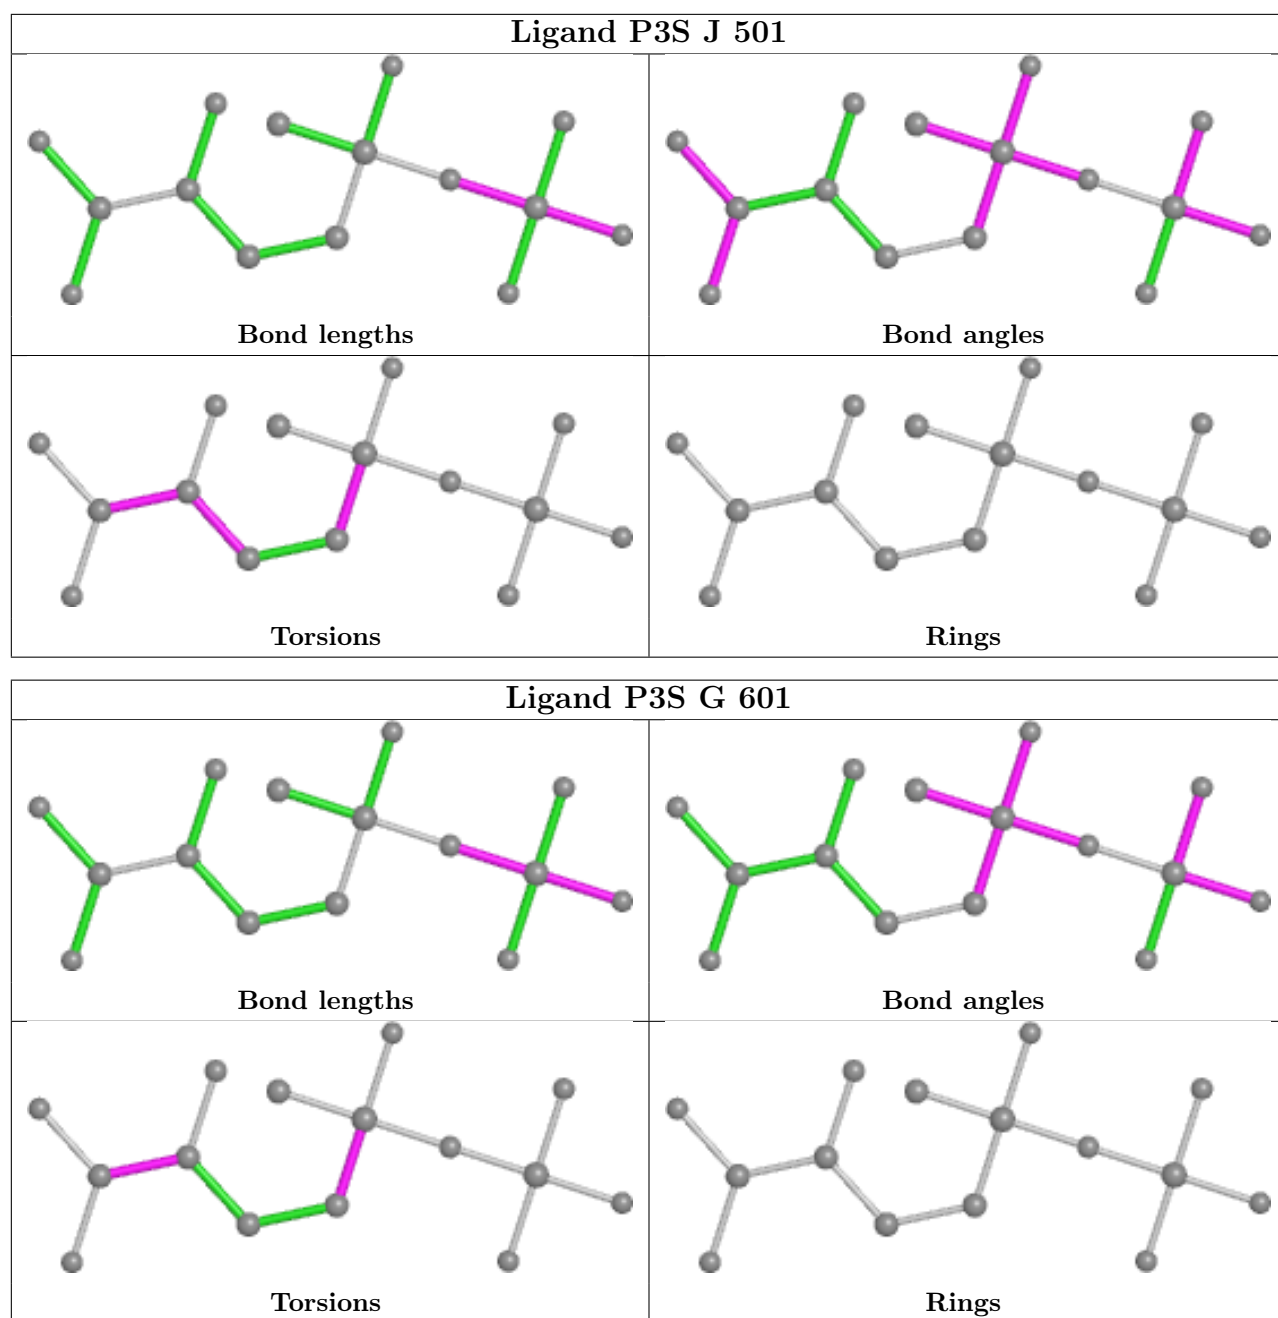 Ligand P3S J 501
Bond lengths
Bond angles
Torsions
Rings
Ligand P3S G 601
Bond lengths
Bond angles
Torsions
Rings